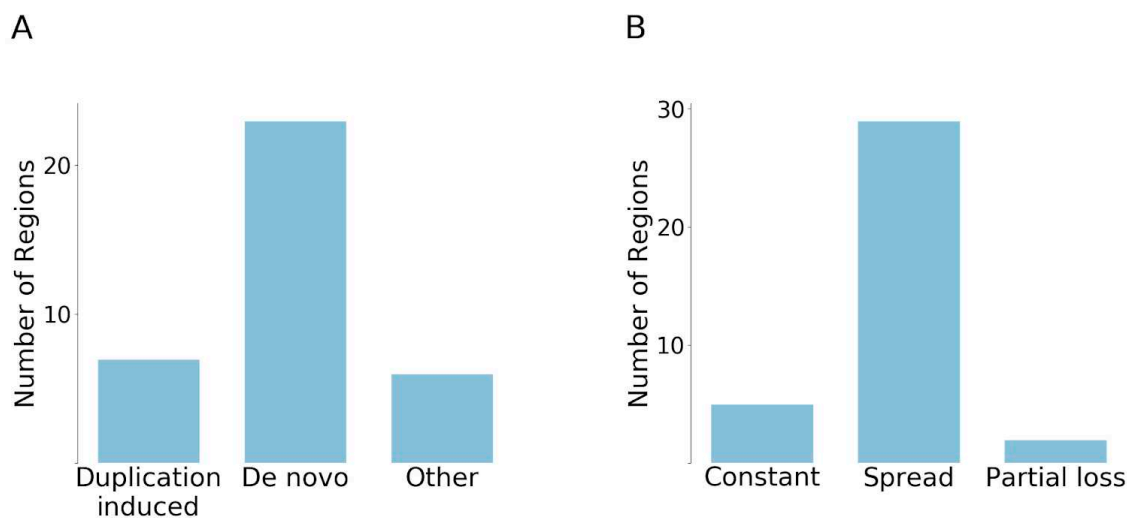 A
Number of Regions
20
10
Duplication
induced
De novo
Other
B
Number of Regions
30
20
10
Constant
Spread
Partial loss